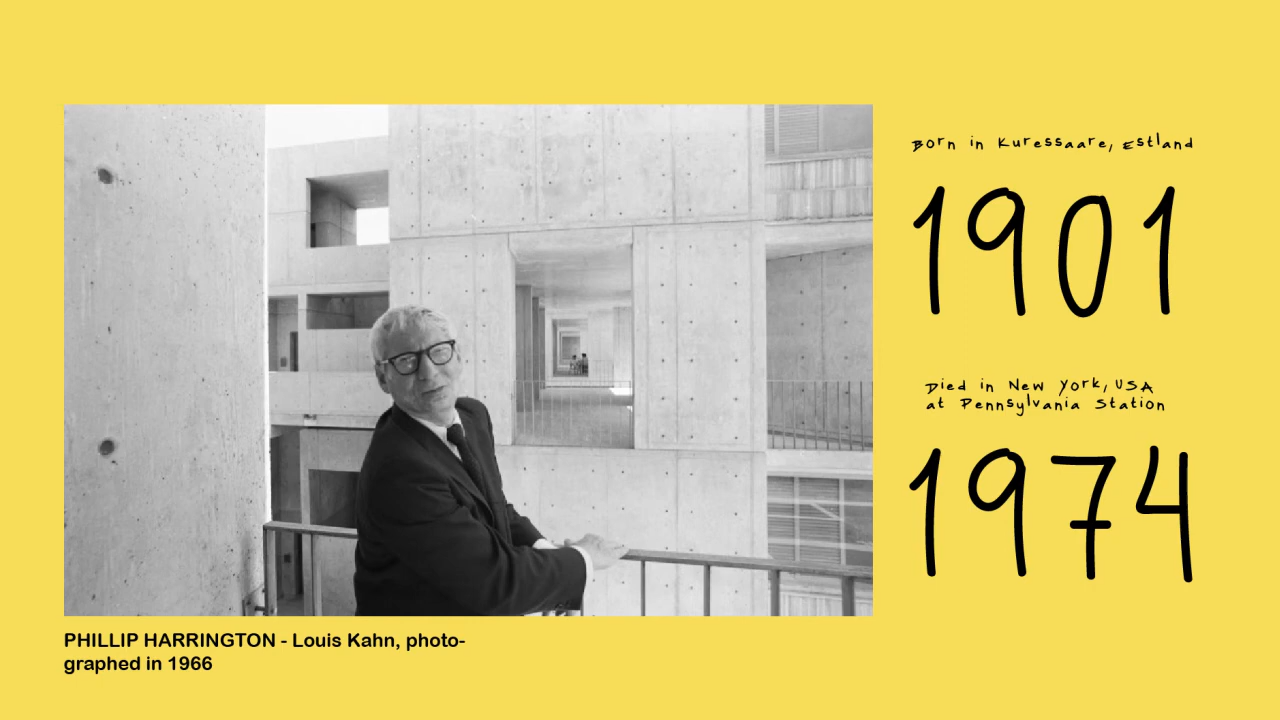 Born in Kuressaare, Estland
1901
Died in New York, USA
at Pennsylvania Station
1974
PHILLIP HARRINGTON - Louis Kahn, photo-
graphed in 1966